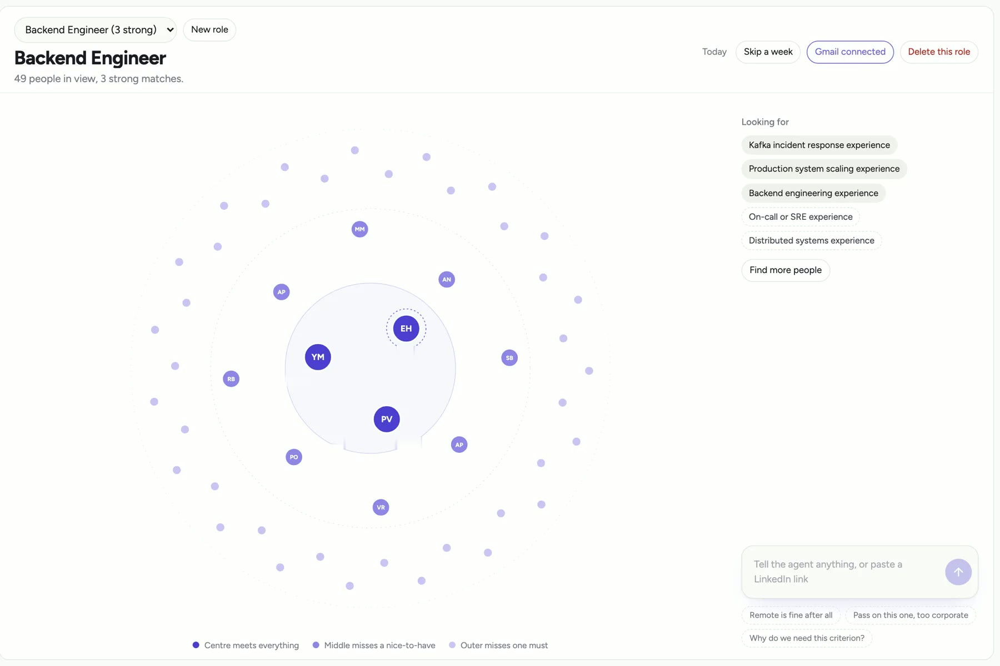 Backend Engineer (3 strong)
New role
Backend Engineer
49 people in view, 3 strong matches.
Today
Skip a week
Gmail connected
Delete this role
MM
AN
AP
EH
YM
SB
RB
PV
AP
PO
VR
Centre meets everything
Middle misses a nice-to-have
Outer misses one must
Looking for
Kafka incident response experience
Production system scaling experience
Backend engineering experience
On-call or SRE experience
Distributed systems experience
Find more people
Tell the agent anything, or paste a
LinkedIn link
Remote is fine after all
Pass on this one, too corporate
Why do we need this criterion?